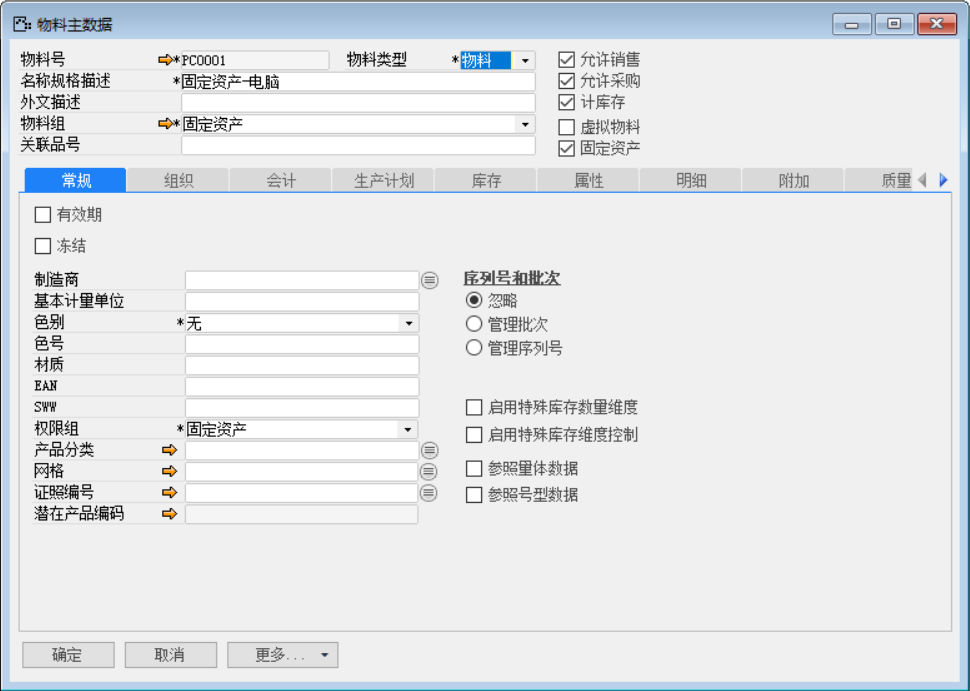 物料主数据
物料号 *PC0001 物料类型 *物料 允许销售
名称规格描述 *固定资产-电脑 允许采购
外文描述 计库存
物料组 *固定资产 虚拟物料
关联品号 固定资产
常规 组织 会计 生产计划 库存 属性 明细 附加 质量
有效期
冻结
制造商 序列号和批次
基本计量单位 忽略
色别 *无 管理批次
色号 管理序列号
材质
EAN
SWW 启用特殊库存数量维度
权限组 *固定资产 启用特殊库存维度控制
产品分类
网格 参照量体数据
证照编号 参照号型数据
潜在产品编码
确定 取消 更多...